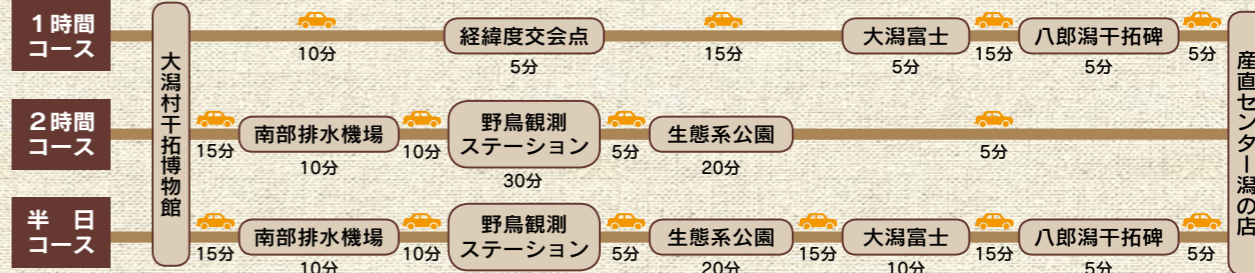 1時間
コース
大潟村干拓博物館
10分
経緯度交会点
5分
15分
大潟富士
5分
15分
八郎潟干拓碑
5分
5分
産直センター潟の店
2時間
コース
15分
南部排水機場
10分
10分
野鳥観測
ステーション
30分
5分
生態系公園
20分
5分
半 日
コース
15分
南部排水機場
10分
10分
野鳥観測
ステーション
5分
生態系公園
20分
15分
大潟富士
10分
15分
八郎潟干拓碑
5分
5分